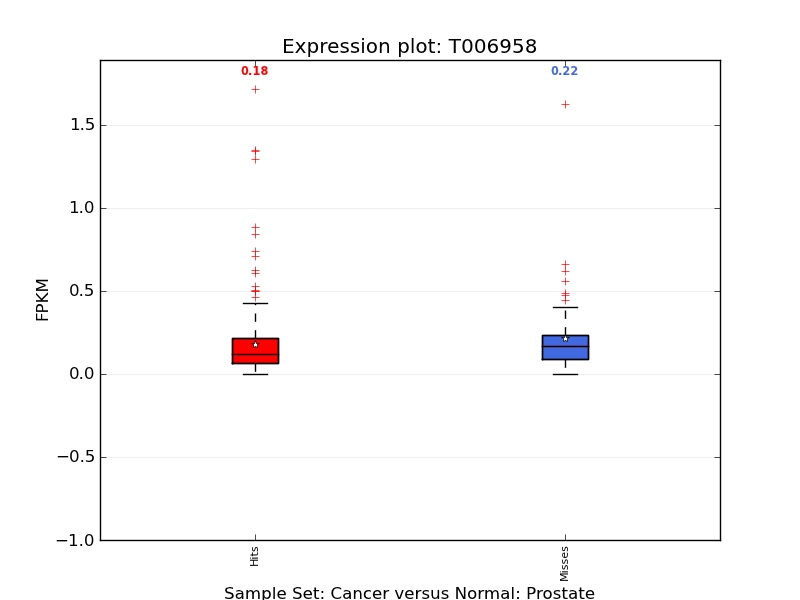 Expression plot: T006958
0.18 0.22
1.5
1.0
0.5
0.0
−0.5
−1.0
FPKM
Hits Misses
Sample Set: Cancer versus Normal: Prostate